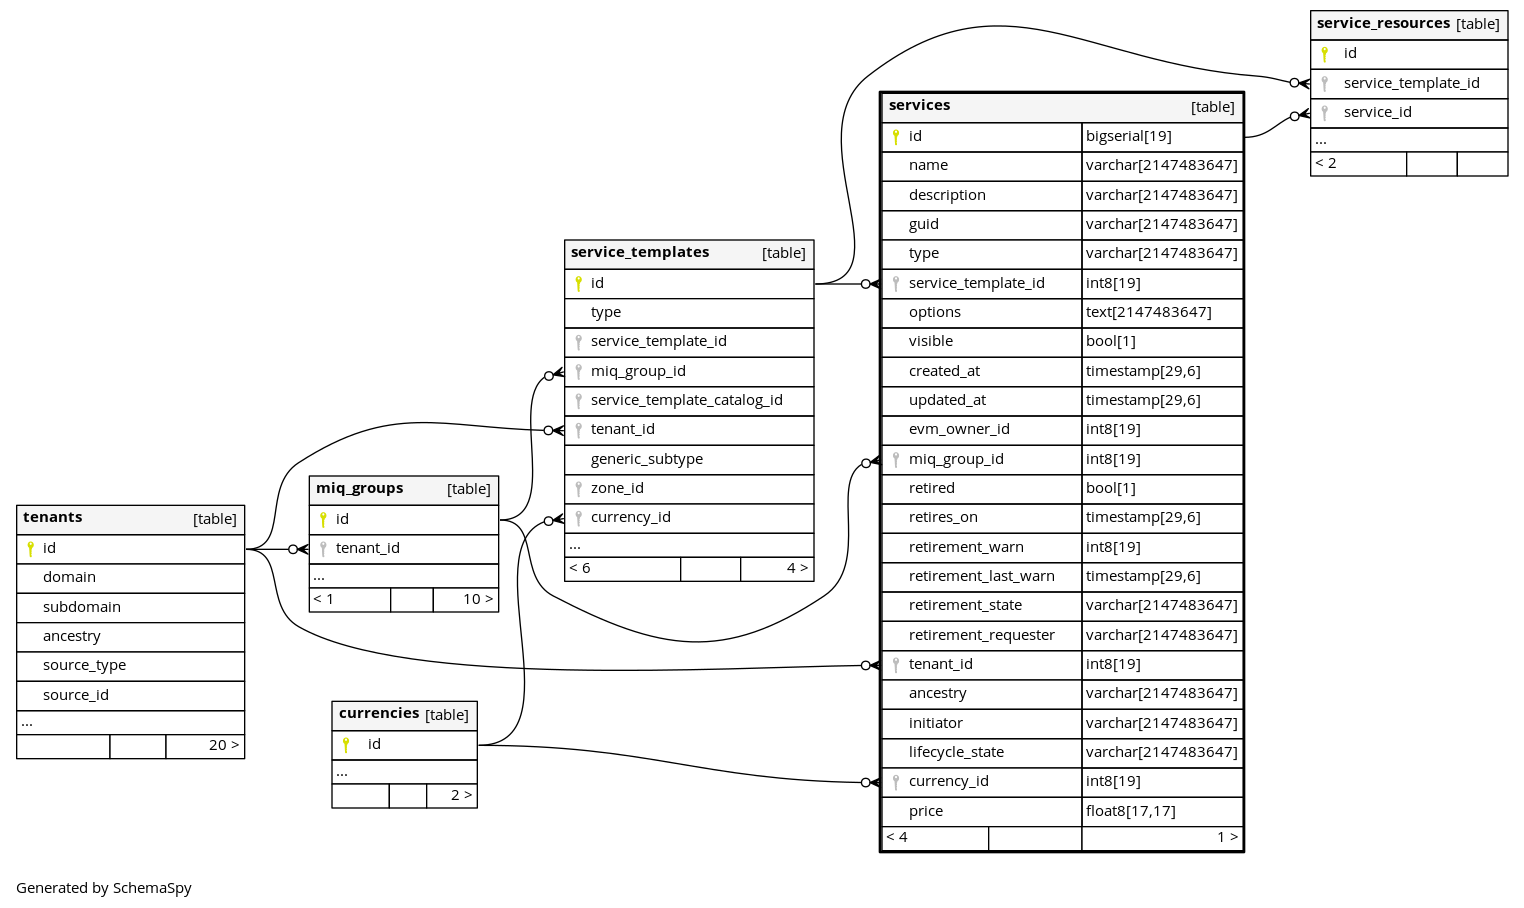 service_resources [table]
id
service_template_id
service_id
...
< 2
services [table]
id bigserial[19]
name varchar[2147483647]
description varchar[2147483647]
guid varchar[2147483647]
type varchar[2147483647]
service_template_id int8[19]
options text[2147483647]
visible bool[1]
created_at timestamp[29,6]
updated_at timestamp[29,6]
evm_owner_id int8[19]
miq_group_id int8[19]
retired bool[1]
retires_on timestamp[29,6]
retirement_warn int8[19]
retirement_last_warn timestamp[29,6]
retirement_state varchar[2147483647]
retirement_requester varchar[2147483647]
tenant_id int8[19]
ancestry varchar[2147483647]
initiator varchar[2147483647]
lifecycle_state varchar[2147483647]
currency_id int8[19]
price float8[17,17]
< 4 1 >
service_templates [table]
id
type
service_template_id
miq_group_id
service_template_catalog_id
tenant_id
generic_subtype
zone_id
currency_id
...
< 6 4 >
miq_groups [table]
id
tenant_id
...
< 1 10 >
tenants [table]
id
domain
subdomain
ancestry
source_type
source_id
...
20 >
currencies [table]
id
...
2 >
Generated by SchemaSpy